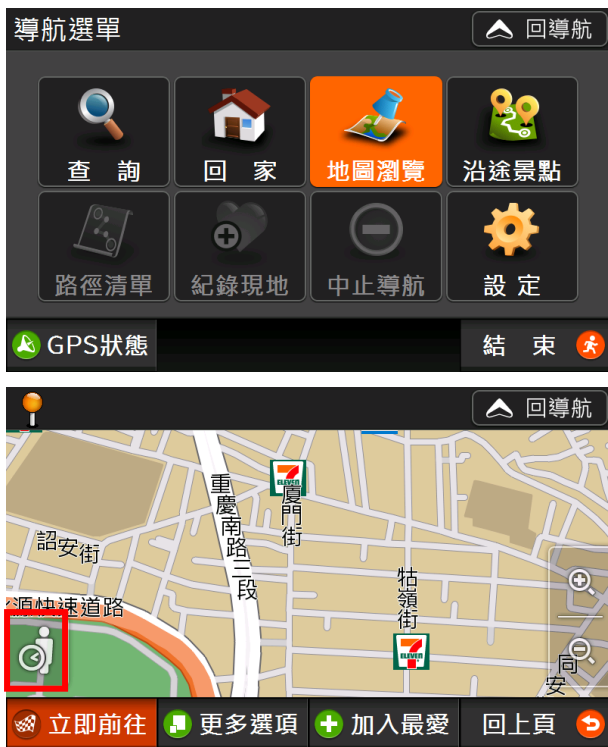 導航選單
回導航
查 詢
回 家
地圖瀏覽
沿途景點
路徑清單
紀錄現地
中止導航
設 定
GPS狀態
結 束
回導航
重慶南路三段
ELEVEN
廈門街
詔安街
牯嶺街
源快速道路
ELEVEN
同安
立即前往
更多選項
加入最愛
回上頁